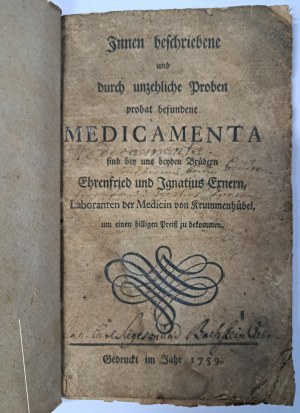 Innen beschriebene
und
durch unzehliche Proben
probat befundene
MEDICAMENTA
sind bey uns beyden Brüdern
Ehrenfried und Ignatius Exnern,
Laboranten der Medicin von Krummenhübel,
um einen billigen Preiß zu bekommen.
Gedruckt im Jahr 1759.